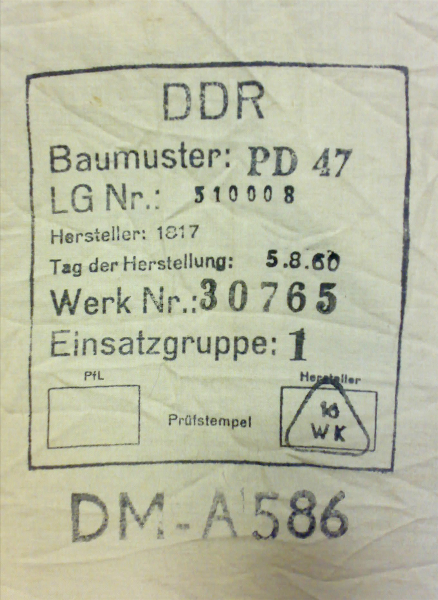 DDR
Baumuster: PD 47
LG Nr.: 510008
Hersteller: 1817
Tag der Herstellung: 5.8.60
Werk Nr.: 30765
Einsatzgruppe: 1
PfL Hersteller
Prüfstempel
WK
DM-A 586